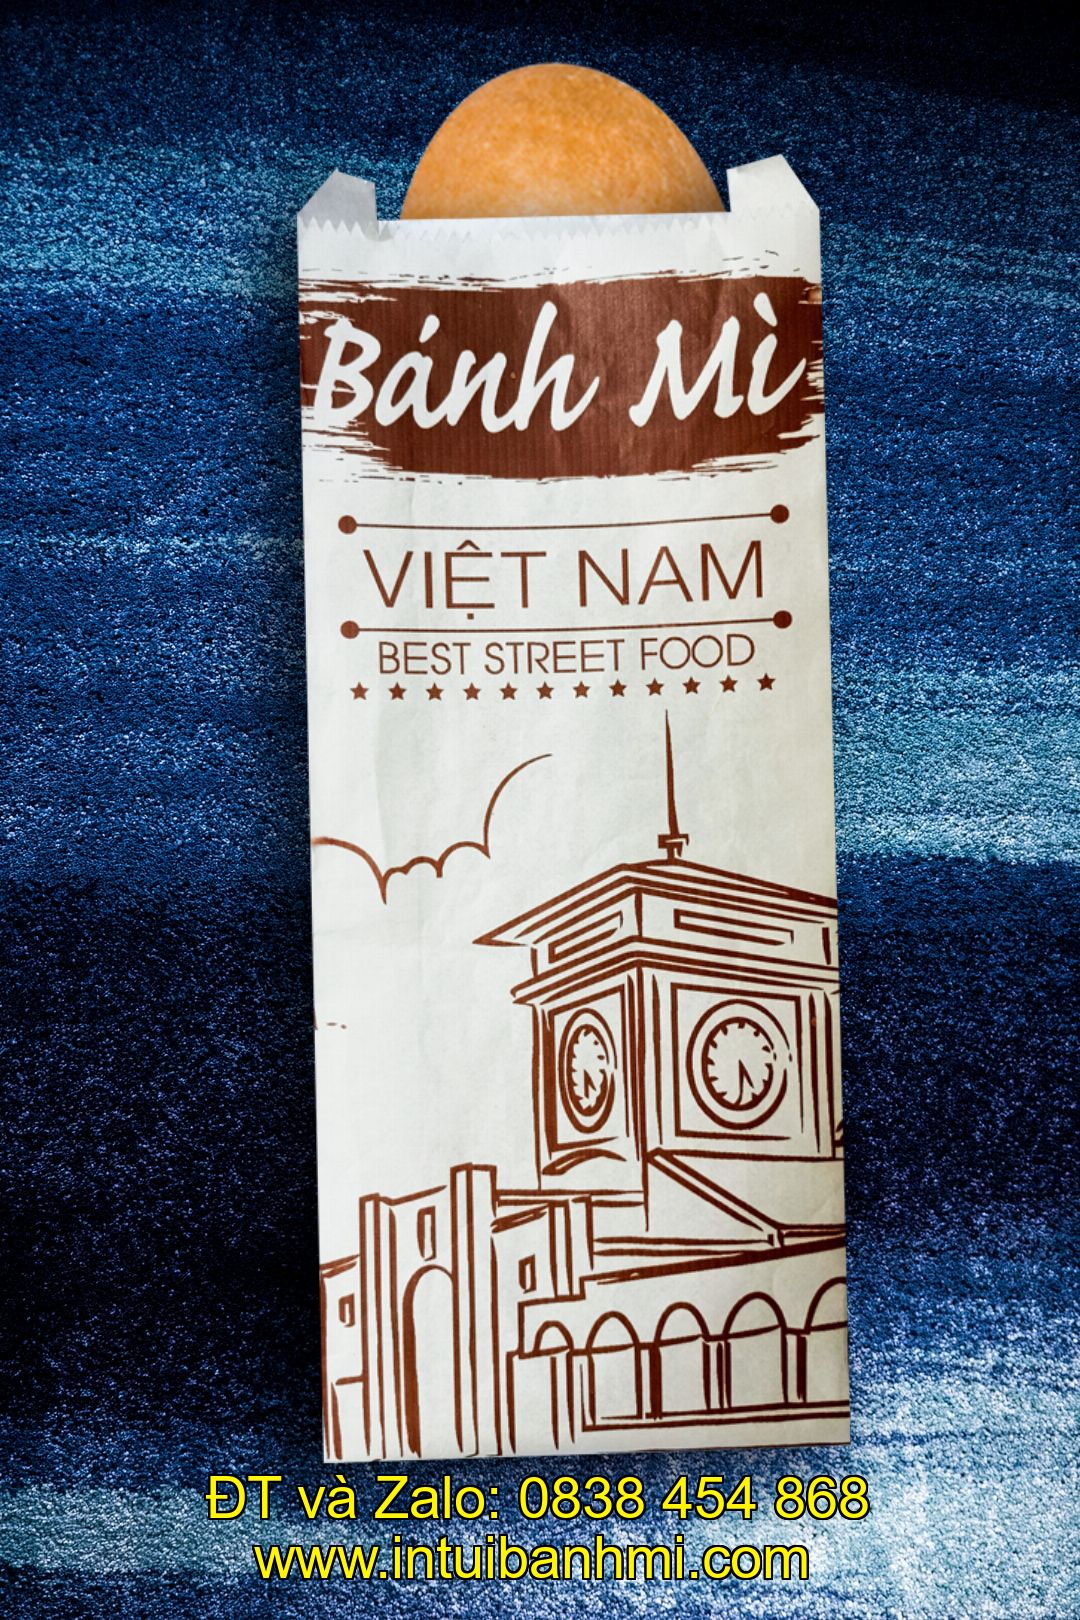 Bánh Mì
VIỆT NAM
BEST STREET FOOD
ĐT và Zalo: 0838 454 868
www.intuibanhmi.com